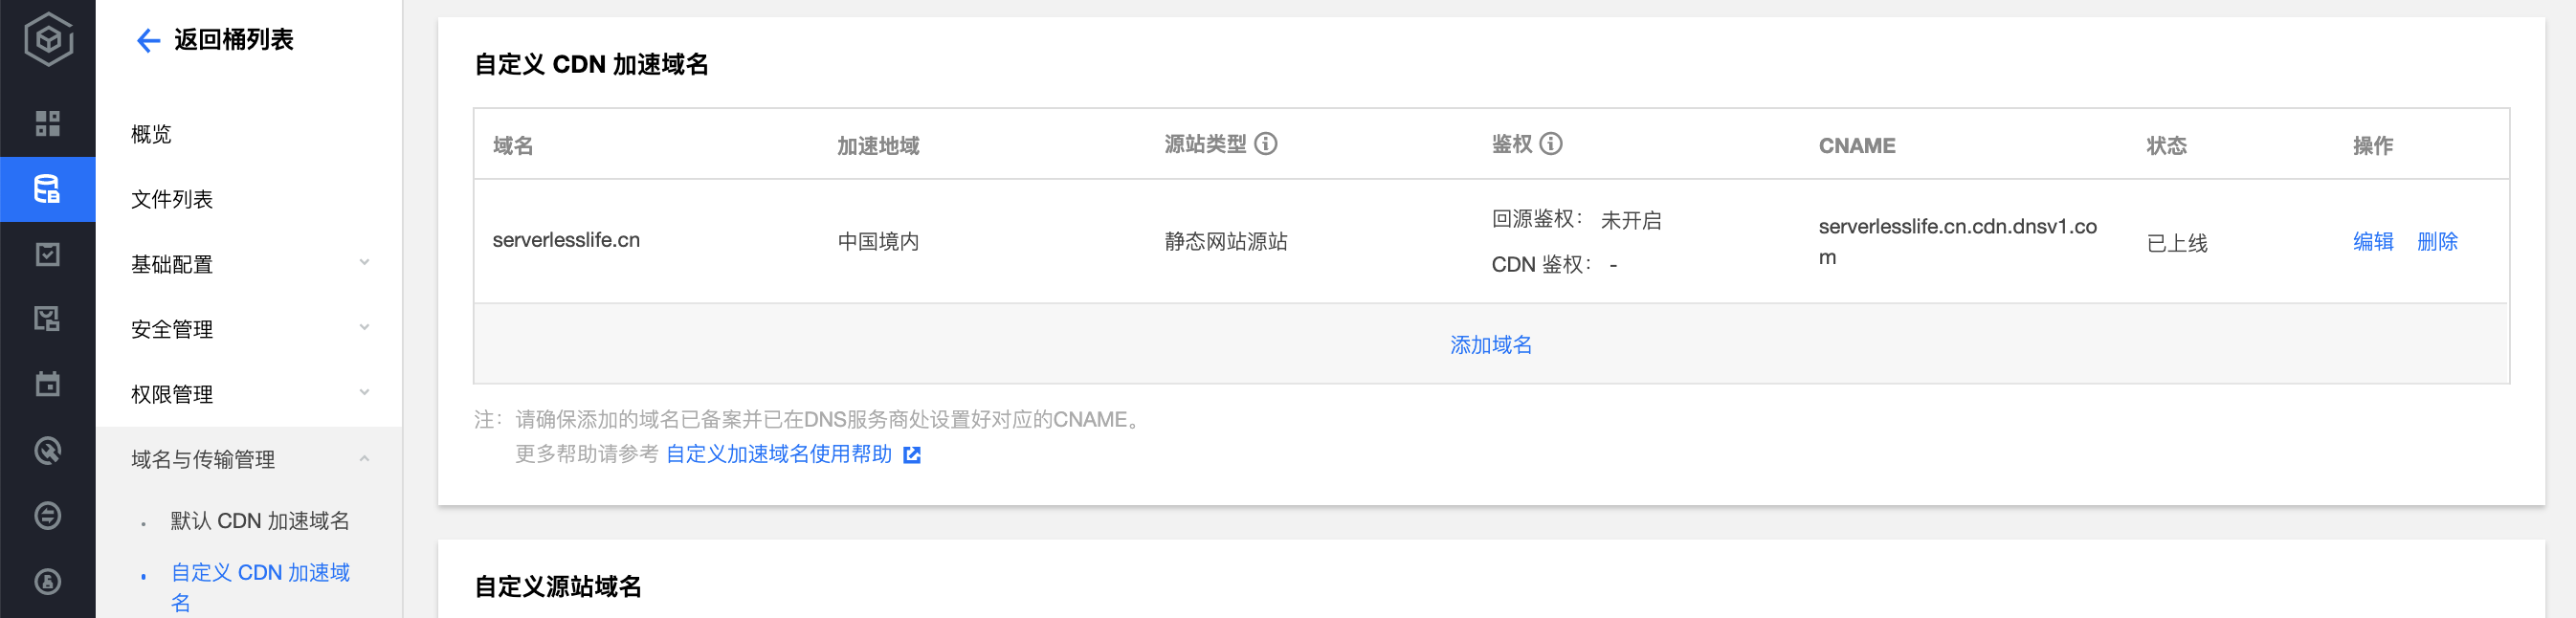 返回桶列表
概览
文件列表
基础配置
安全管理
权限管理
域名与传输管理
默认 CDN 加速域名
自定义 CDN 加速域
名
自定义 CDN 加速域名
域名 加速地域 源站类型 鉴权 CNAME 状态 操作
serverlesslife.cn 中国境内 静态网站源站 回源鉴权： 未开启 serverlesslife.cn.cdn.dnsv1.co 已上线 编辑 删除
CDN 鉴权： - m
添加域名
注： 请确保添加的域名已备案并已在DNS服务商处设置好对应的CNAME。
更多帮助请参考 自定义加速域名使用帮助
自定义源站域名